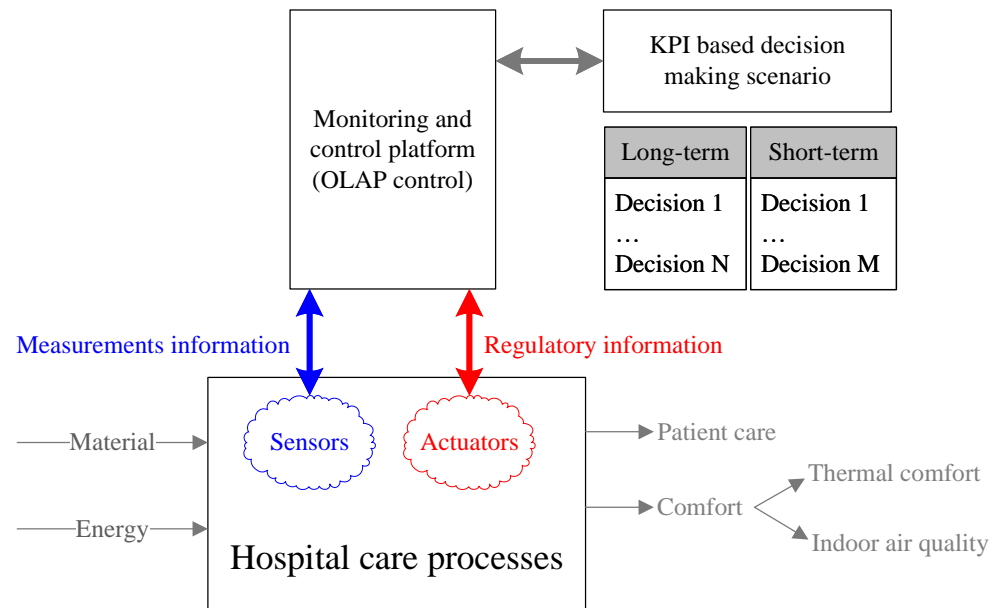 KPI based decision
making scenario
Monitoring and
control platform
(OLAP control)
Long-term
Short-term
Decision 1
…
Decision N
Decision 1
…
Decision M
Measurements information
Regulatory information
Sensors
Actuators
Material
Energy
Patient care
Thermal comfort
Comfort
Indoor air quality
Hospital care processes